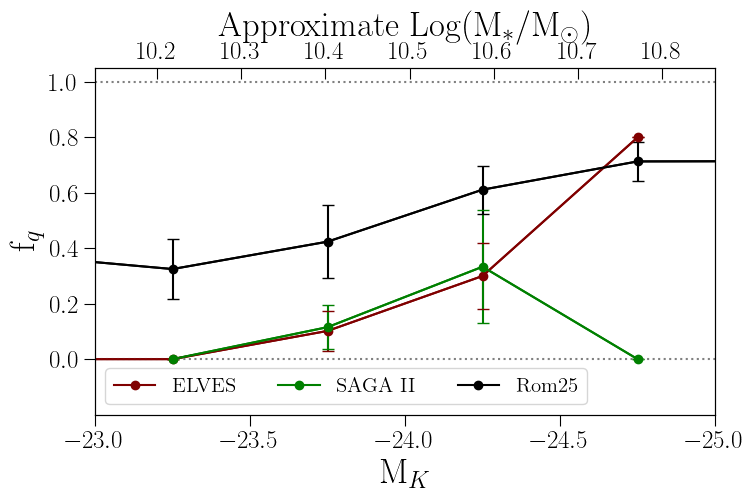 Approximate Log(M_*/M_⊙)
10.2 10.3 10.4 10.5 10.6 10.7 10.8
1.0
0.8
0.6
0.4
0.2
0.0
f_q
ELVES SAGA II Rom25
−23.0 −23.5 −24.0 −24.5 −25.0
M_K